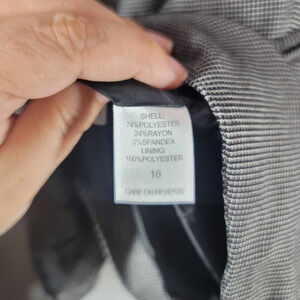 SHELL:
74%POLYESTER
24%RAYON
2%SPANDEX
LINING:
100%POLYESTER
16
CARE ON REVERSE